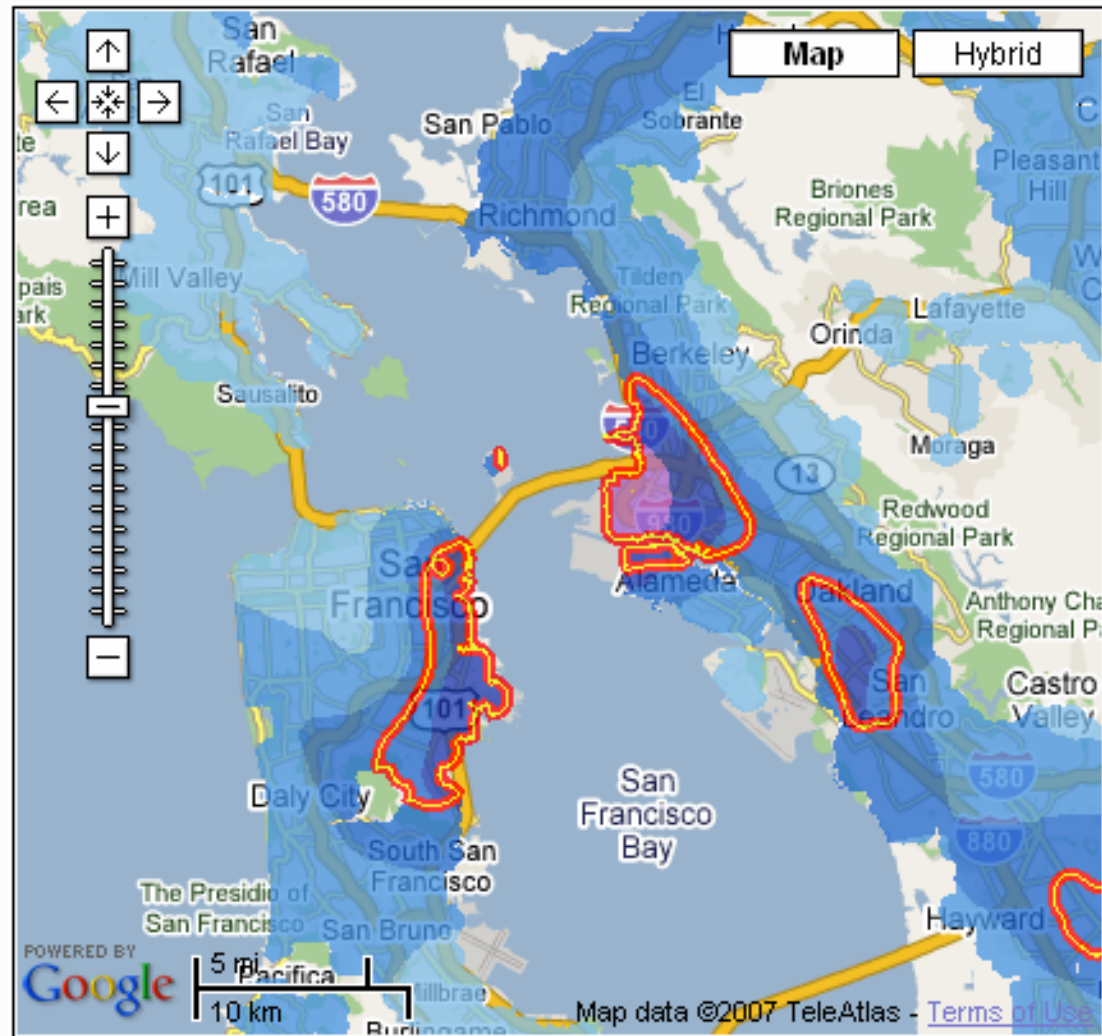 San
Rafael
Map
Hybrid
El
Sobrante
San Pablo
San
Rafael Bay
101
580
Pleasant
Hill
Briones
Regional Park
Richmond
Mill Valley
Tilden
Regional Park
Lafayette
Orinda
Berkeley
Sausalito
Moraga
13
Redwood
Regional Park
980
Alameda
San
Francisco
Oakland
Anthony Cha
Regional P
San
Leandro
Castro
Valley
101
580
San
Francisco
Bay
Daly City
880
South San
Francisco
The Presidio of
San Francisco
San Bruno
Hayward
POWERED BY
Google
5 mi
Pacifica
10 km
Millbrae
Burlingame
Map data ©2007 TeleAtlas - Terms of Use